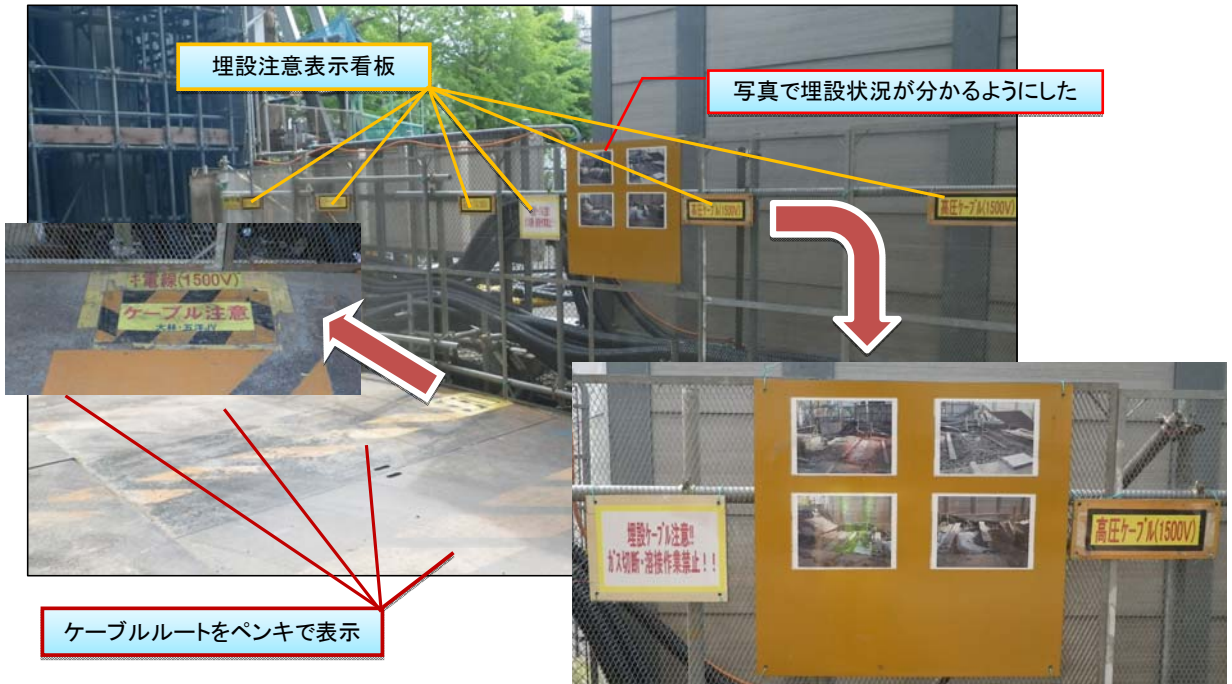 埋設注意表示看板
写真で埋設状況が分かるようにした
高圧ケーブル(1500V)
高圧ケーブル(1500V)
キ電線(1500V)
ケーブル注意
埋設ケーブル注意!!
ガス切断・溶接作業禁止！！
高圧ケーブル(1500V)
ケーブルルートをペンキで表示